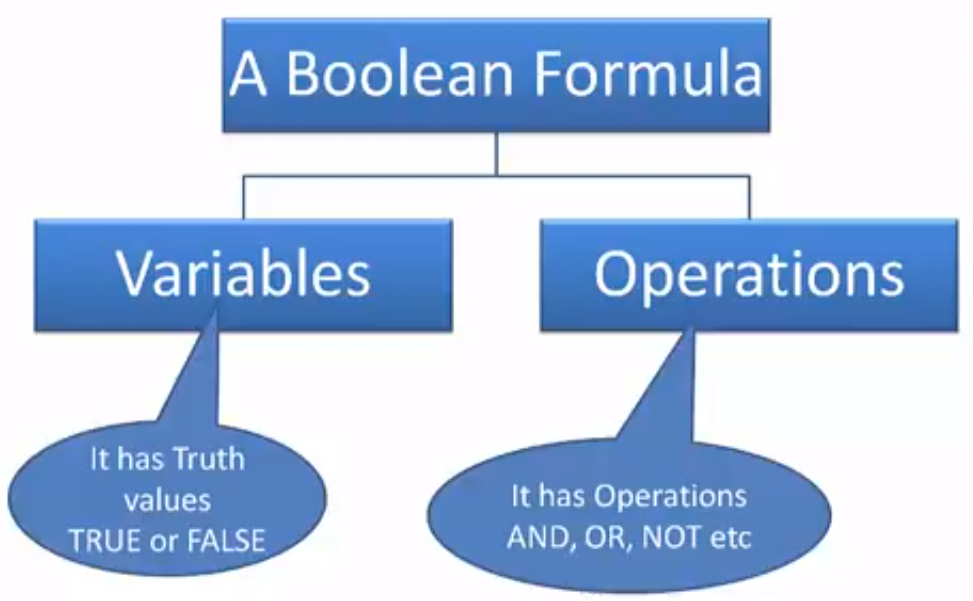 A Boolean Formula
Variables
Operations
It has Truth
values
TRUE or FALSE
It has Operations
AND, OR, NOT etc